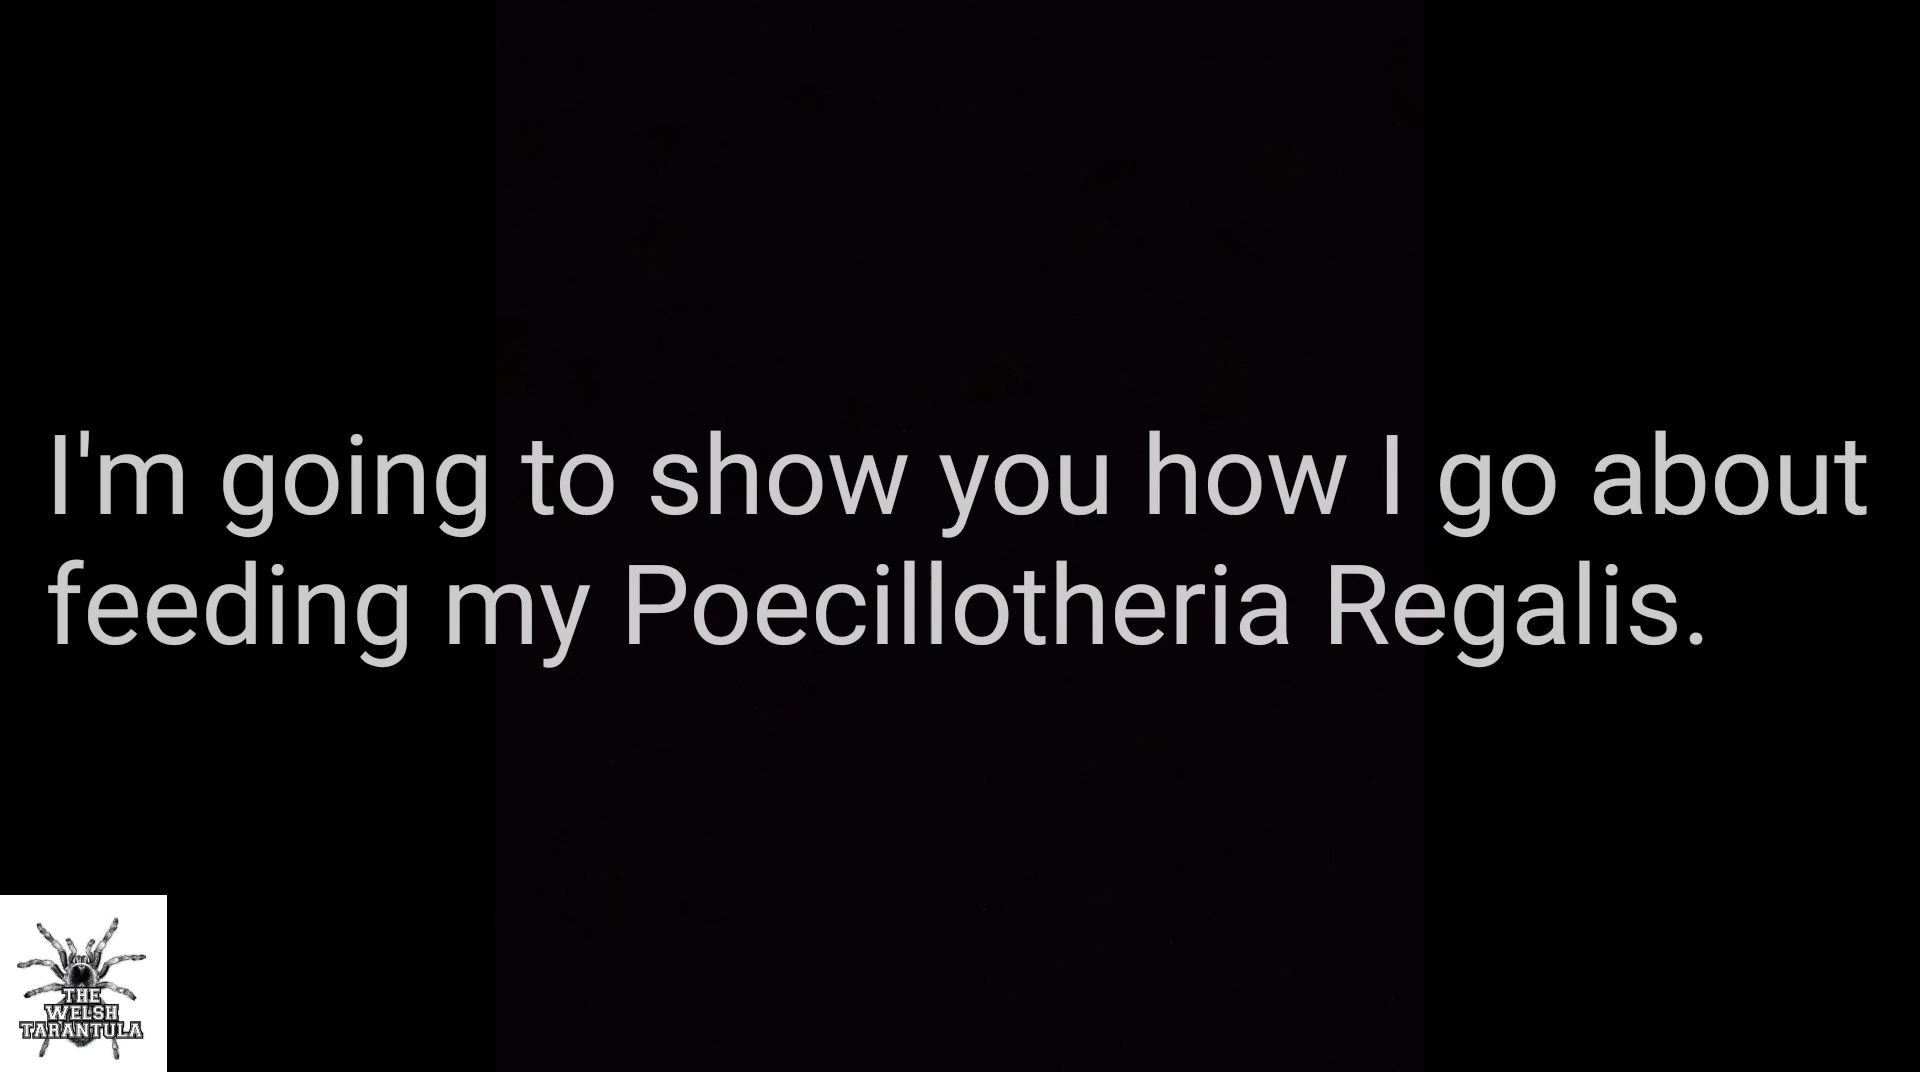 I'm going to show you how I go about
feeding my Poecillotheria Regalis.
THE
WELSH
TARANTULA